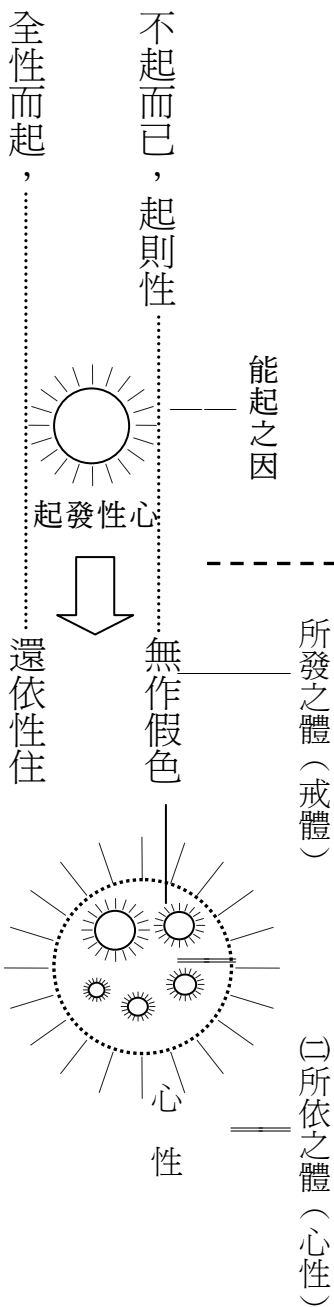 所發之體（戒體）
㈡所依之體（心性）
能起之因
不起而已，起則性
無作假色
心性
心性發起
全性而起，
還依性住